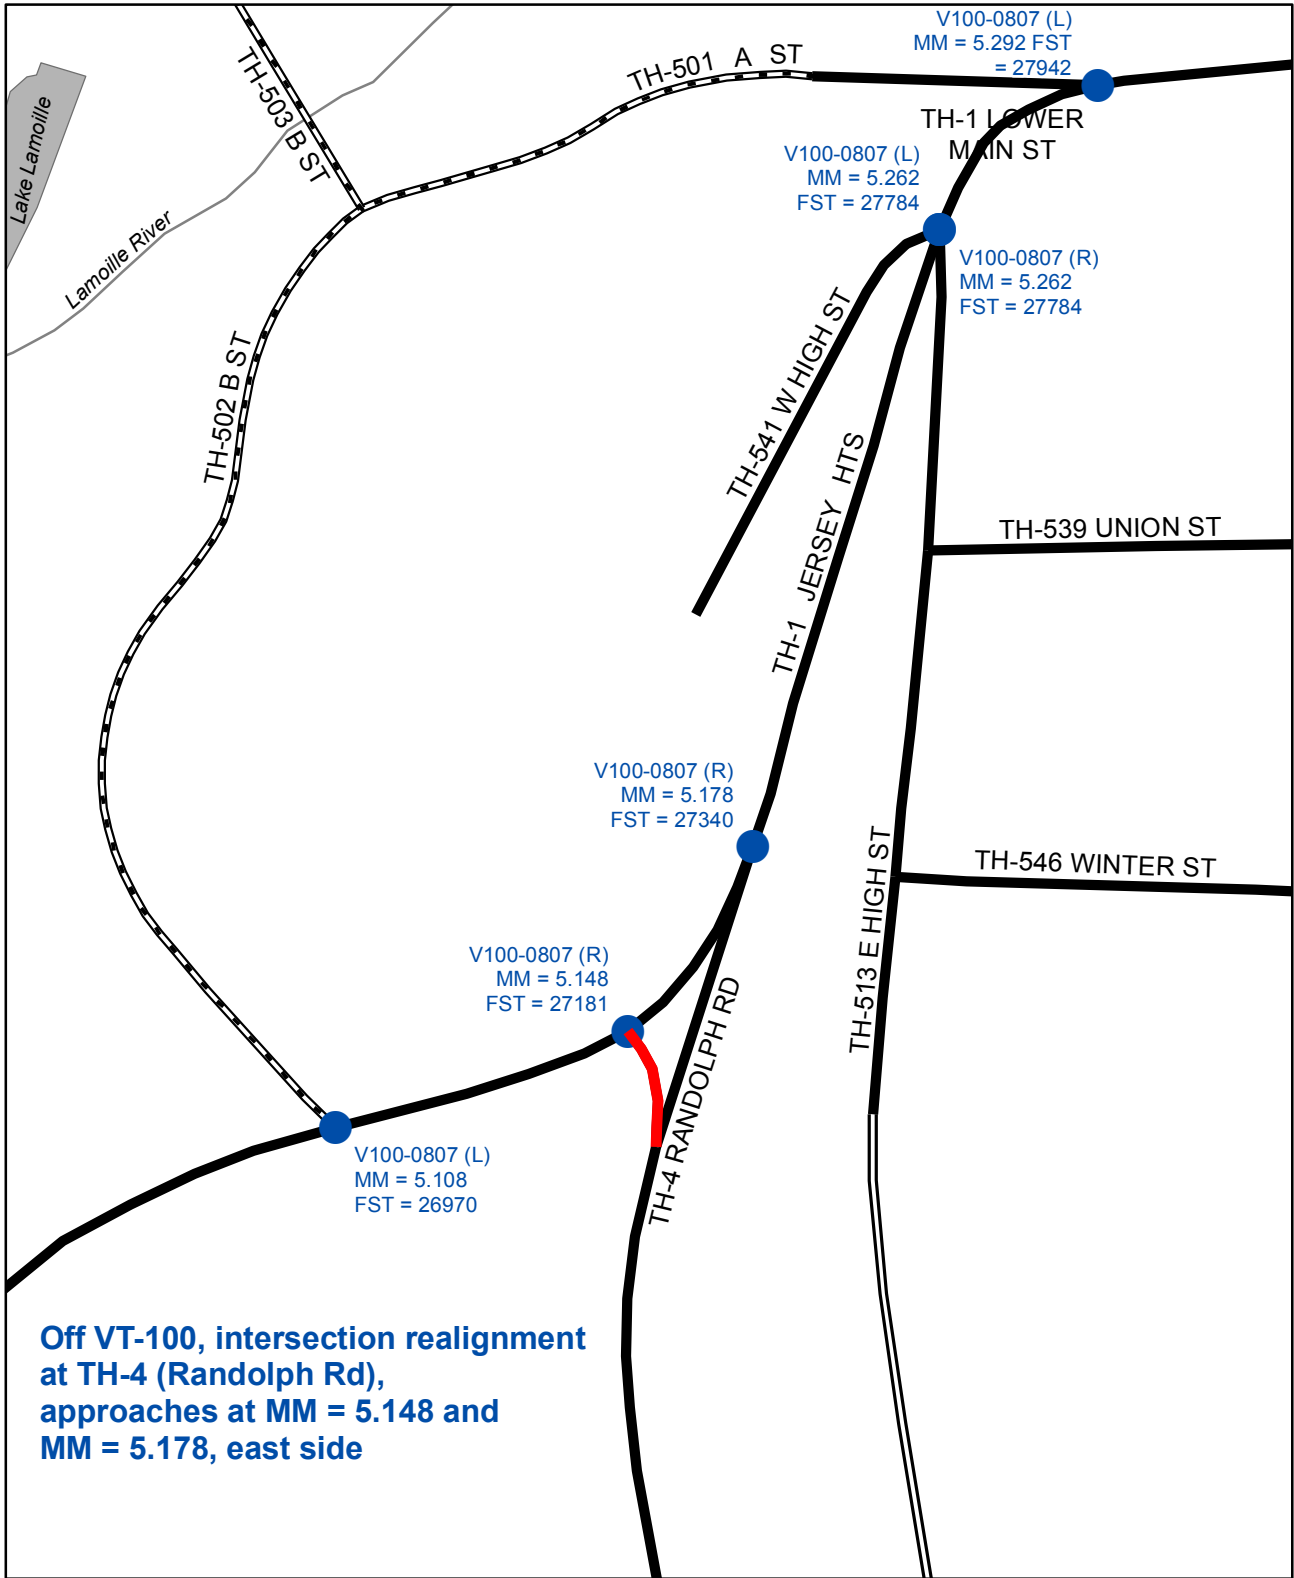 V100-0807 (L)
MM = 5.292 FST
= 27942
TH-501 A ST
TH-503 B ST
Lake Lamoille
TH-1 LOWER
MAIN ST
V100-0807 (L)
MM = 5.262
FST = 27784
Lamoille River
V100-0807 (R)
MM = 5.262
FST = 27784
TH-502 B ST
TH-541 W HIGH ST
TH-1 JERSEY HTS
TH-539 UNION ST
V100-0807 (R)
MM = 5.178
FST = 27340
TH-546 WINTER ST
TH-513 E HIGH ST
V100-0807 (R)
MM = 5.148
FST = 27181
TH-4 RANDOLPH RD
V100-0807 (L)
MM = 5.108
FST = 26970
Off VT-100, intersection realignment
at TH-4 (Randolph Rd),
approaches at MM = 5.148 and
MM = 5.178, east side